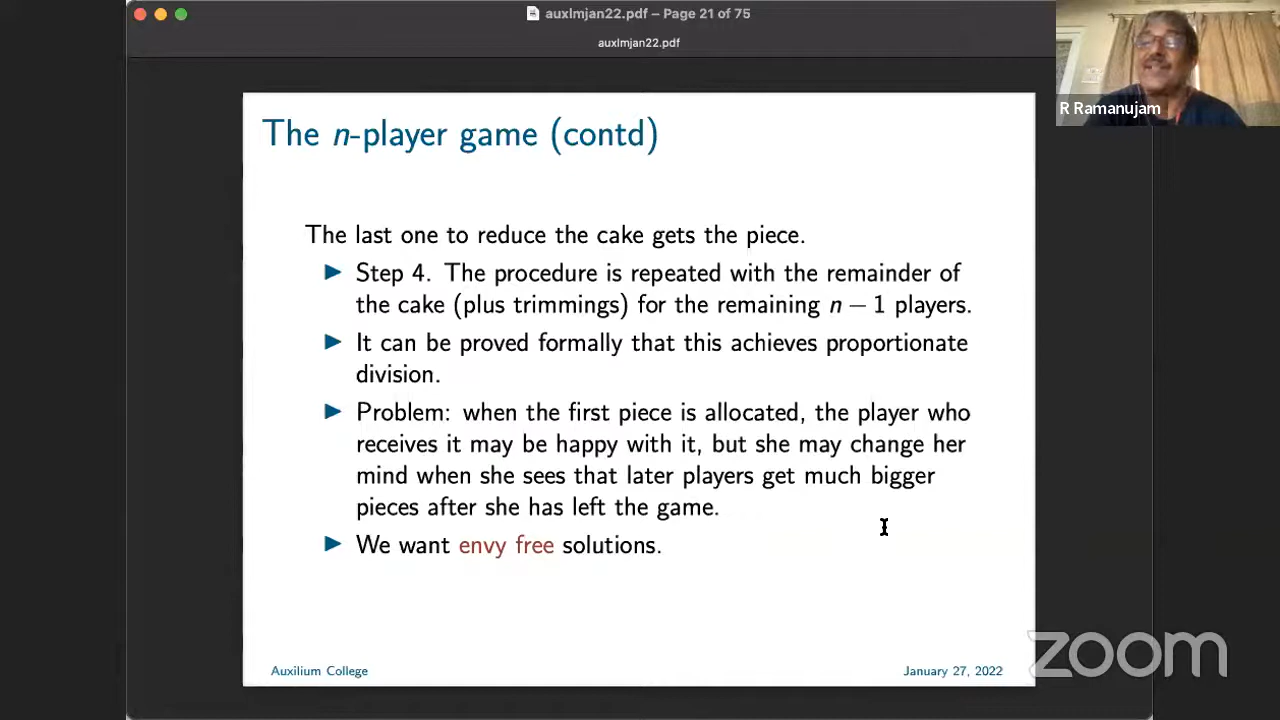 auxlmjan22.pdf – Page 21 of 75
auxlmjan22.pdf
R Ramanujam
The n-player game (contd)
The last one to reduce the cake gets the piece.
▶ Step 4. The procedure is repeated with the remainder of
the cake (plus trimmings) for the remaining n − 1 players.
▶ It can be proved formally that this achieves proportionate
division.
▶ Problem: when the first piece is allocated, the player who
receives it may be happy with it, but she may change her
mind when she sees that later players get much bigger
pieces after she has left the game.
▶ We want envy free solutions.
Auxilium College
January 27, 2022
zoom